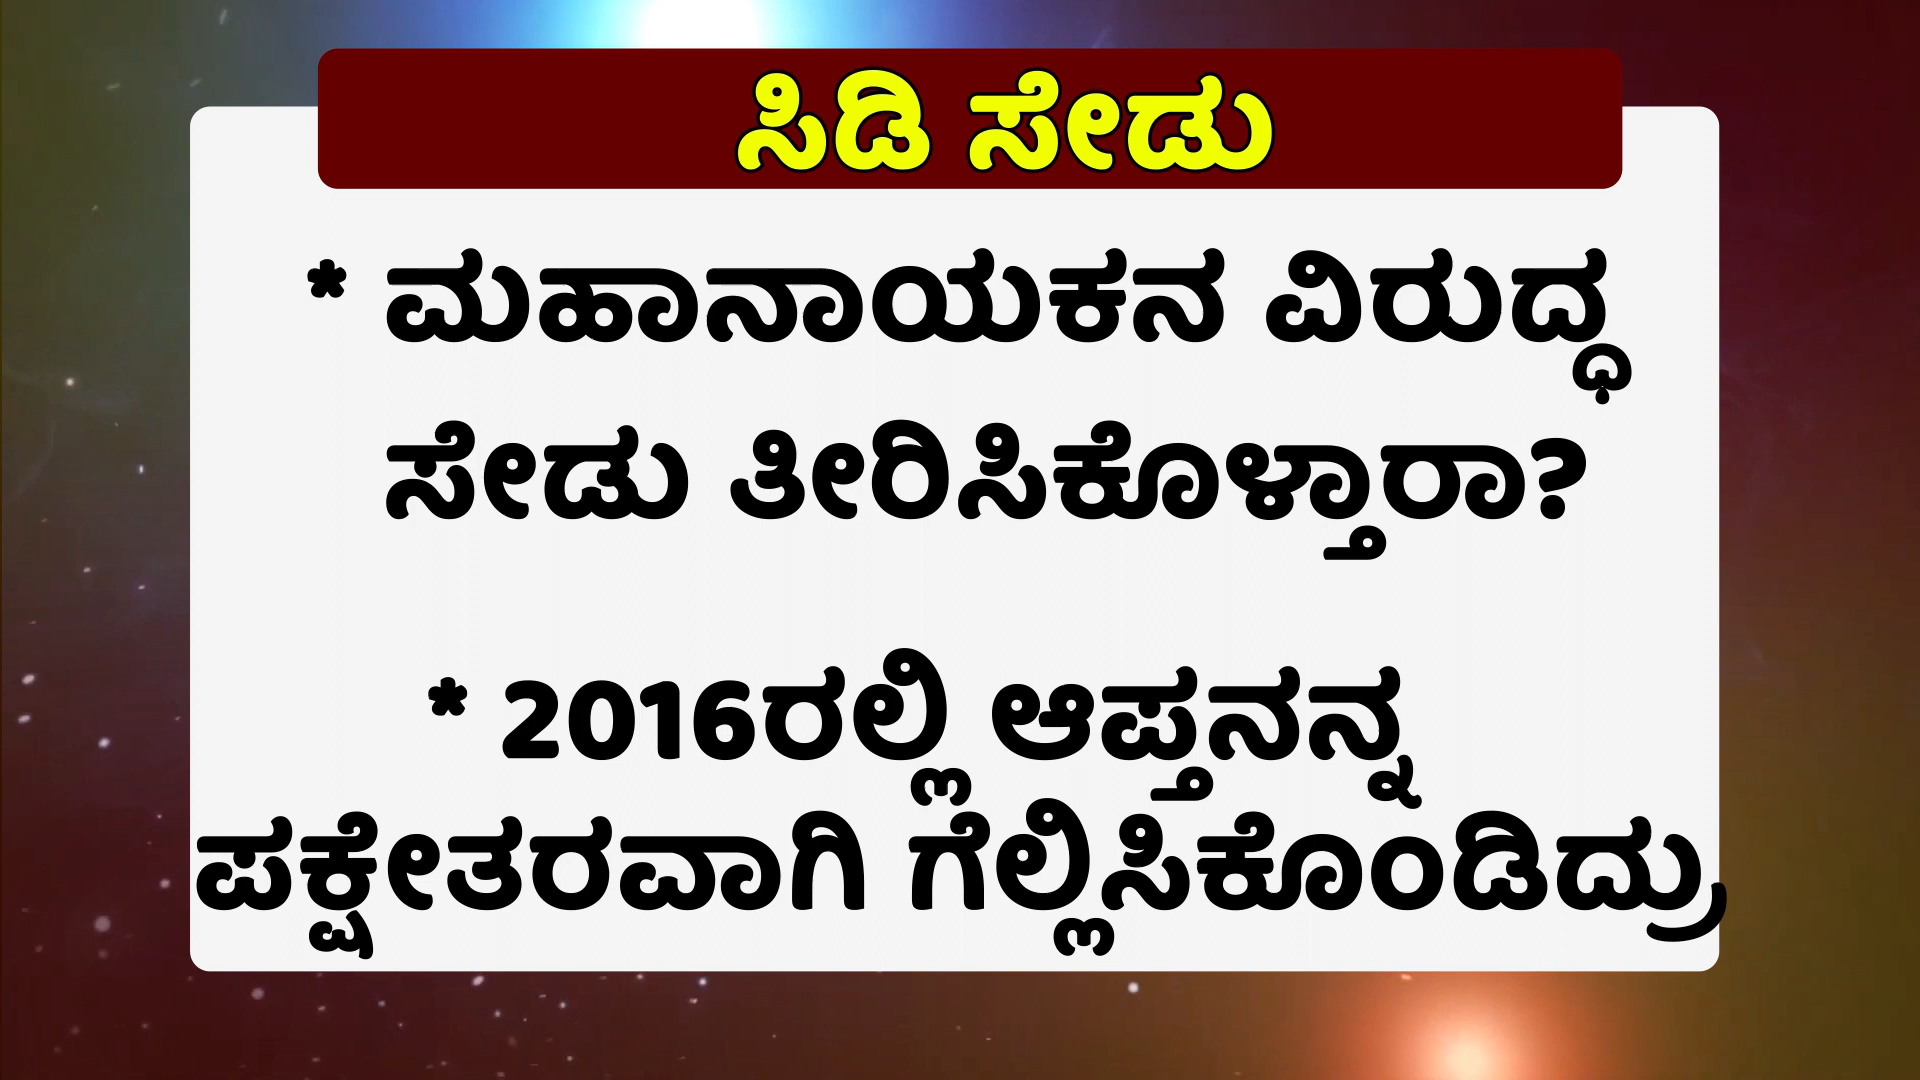 ಸಿಡಿ ಸೇಡು
* ಮಹಾನಾಯಕನ ವಿರುದ್ಧ
ಸೇಡು ತೀರಿಸಿಕೊಳ್ತಾರಾ?
* 2016ರಲ್ಲಿ ಆಪ್ತನನ್ನ
ಪಕ್ಷೇತರವಾಗಿ ಗೆಲ್ಲಿಸಿಕೊಂಡಿದ್ರು